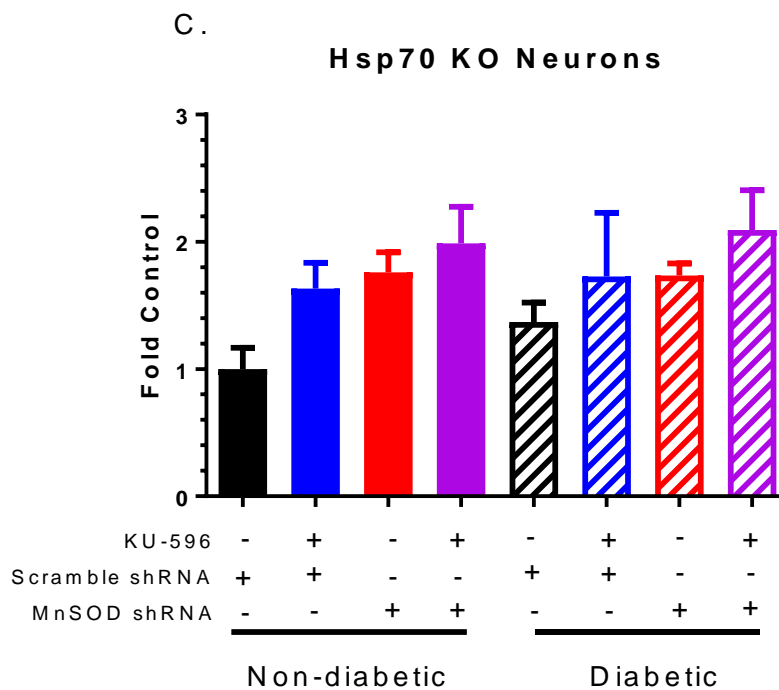 C.
Hsp70 KO Neurons
Fold Control
3
2
1
0
KU-596 - + - + - + - +
Scramble shRNA + + - - + + - -
MnSOD shRNA - - + + - - + +
Non-diabetic Diabetic